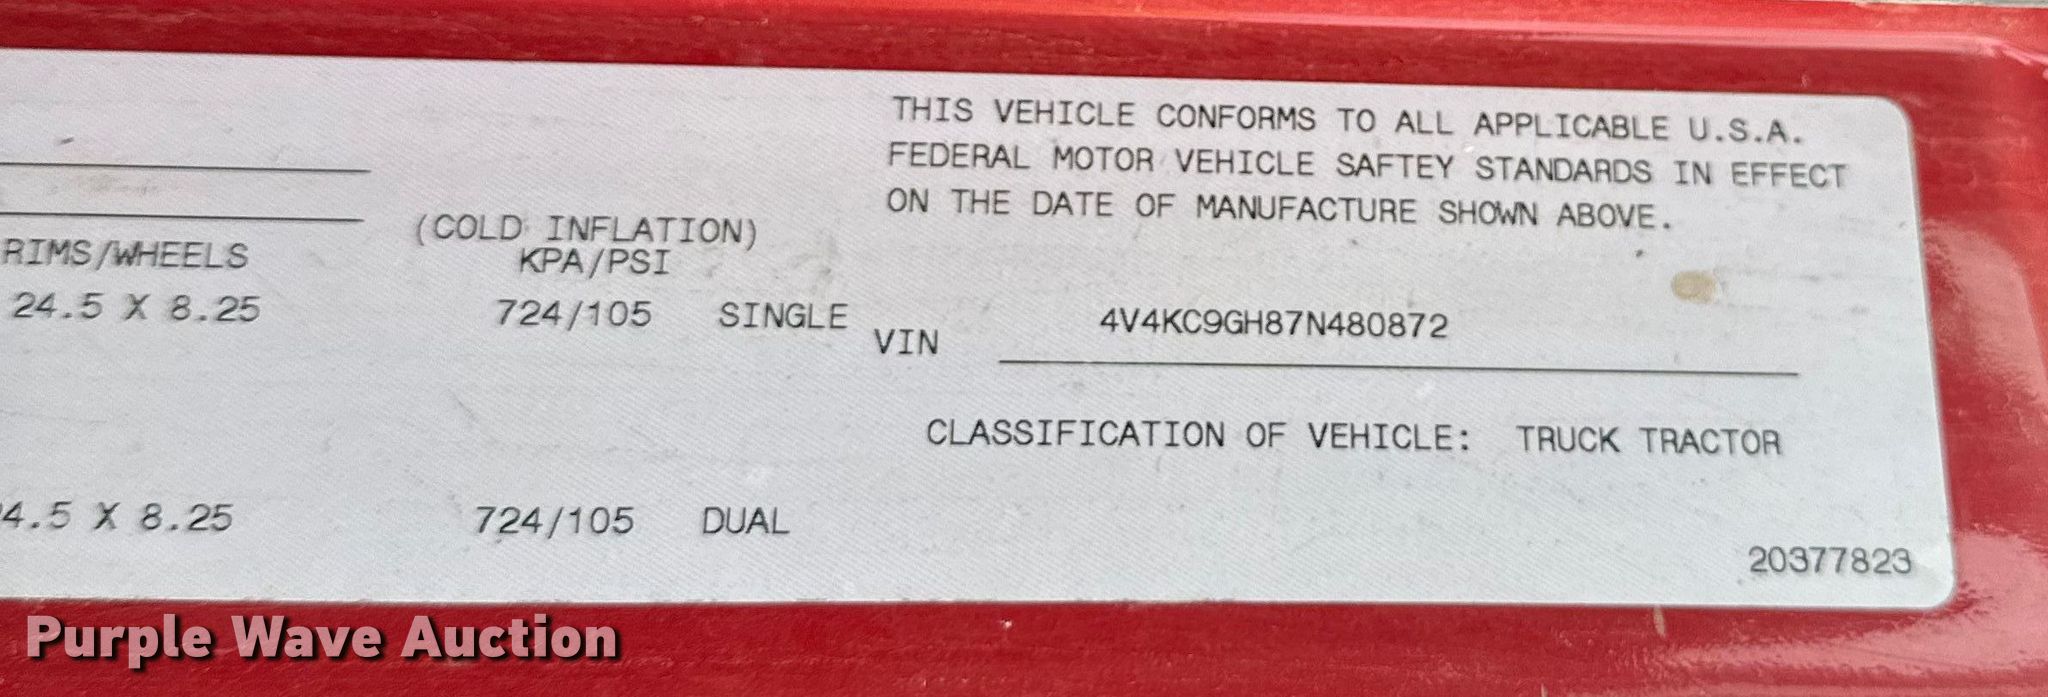 THIS VEHICLE CONFORMS TO ALL APPLICABLE U.S.A.
FEDERAL MOTOR VEHICLE SAFTEY STANDARDS IN EFFECT
ON THE DATE OF MANUFACTURE SHOWN ABOVE.
(COLD INFLATION)
RIMS/WHEELS KPA/PSI
24.5 X 8.25 724/105 SINGLE
VIN 4V4KC9GH87N480872
CLASSIFICATION OF VEHICLE: TRUCK TRACTOR
4.5 X 8.25 724/105 DUAL
20377823
Purple Wave Auction